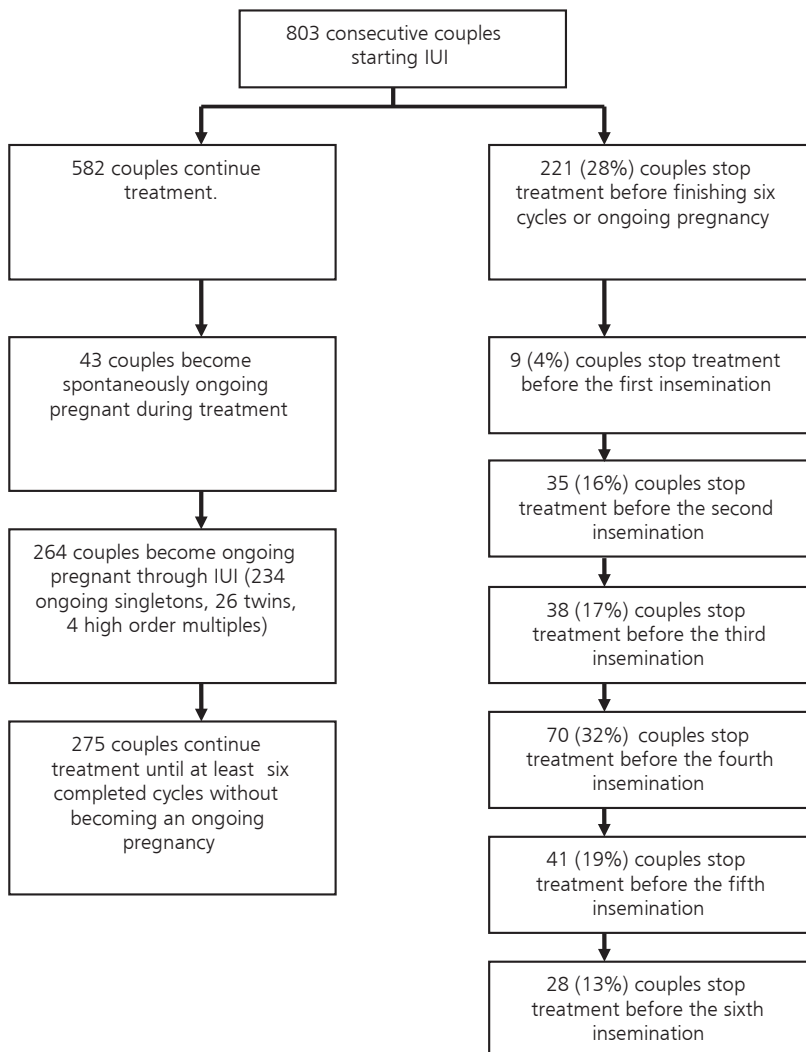 803 consecutive couples
starting IUI
582 couples continue
treatment.
43 couples become
spontaneously ongoing
pregnant during treatment
264 couples become ongoing
pregnant through IUI (234
ongoing singletons, 26 twins,
4 high order multiples)
275 couples continue
treatment until at least six
completed cycles without
becoming an ongoing
pregnancy
221 (28%) couples stop
treatment before finishing six
cycles or ongoing pregnancy
9 (4%) couples stop treatment
before the first insemination
35 (16%) couples stop
treatment before the second
insemination
38 (17%) couples stop
treatment before the third
insemination
70 (32%) couples stop
treatment before the fourth
insemination
41 (19%) couples stop
treatment before the fifth
insemination
28 (13%) couples stop
treatment before the sixth
insemination